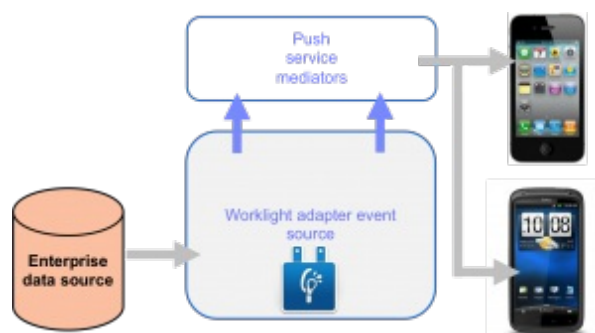 Push
service
mediators
Worklight adapter event
source
Enterprise
data source
10 08